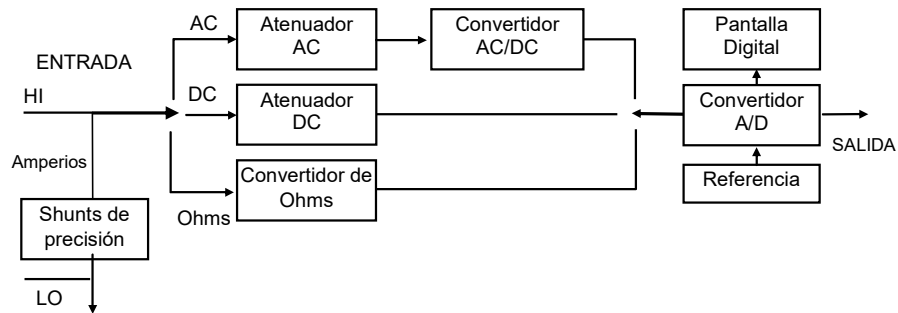 AC
Atenuador
AC
Convertidor
AC/DC
Pantalla
Digital
ENTRADA
HI
DC
Atenuador
DC
Convertidor
A/D
SALIDA
Amperios
Convertidor de
Ohms
Referencia
Ohms
Shunts de
precisión
LO